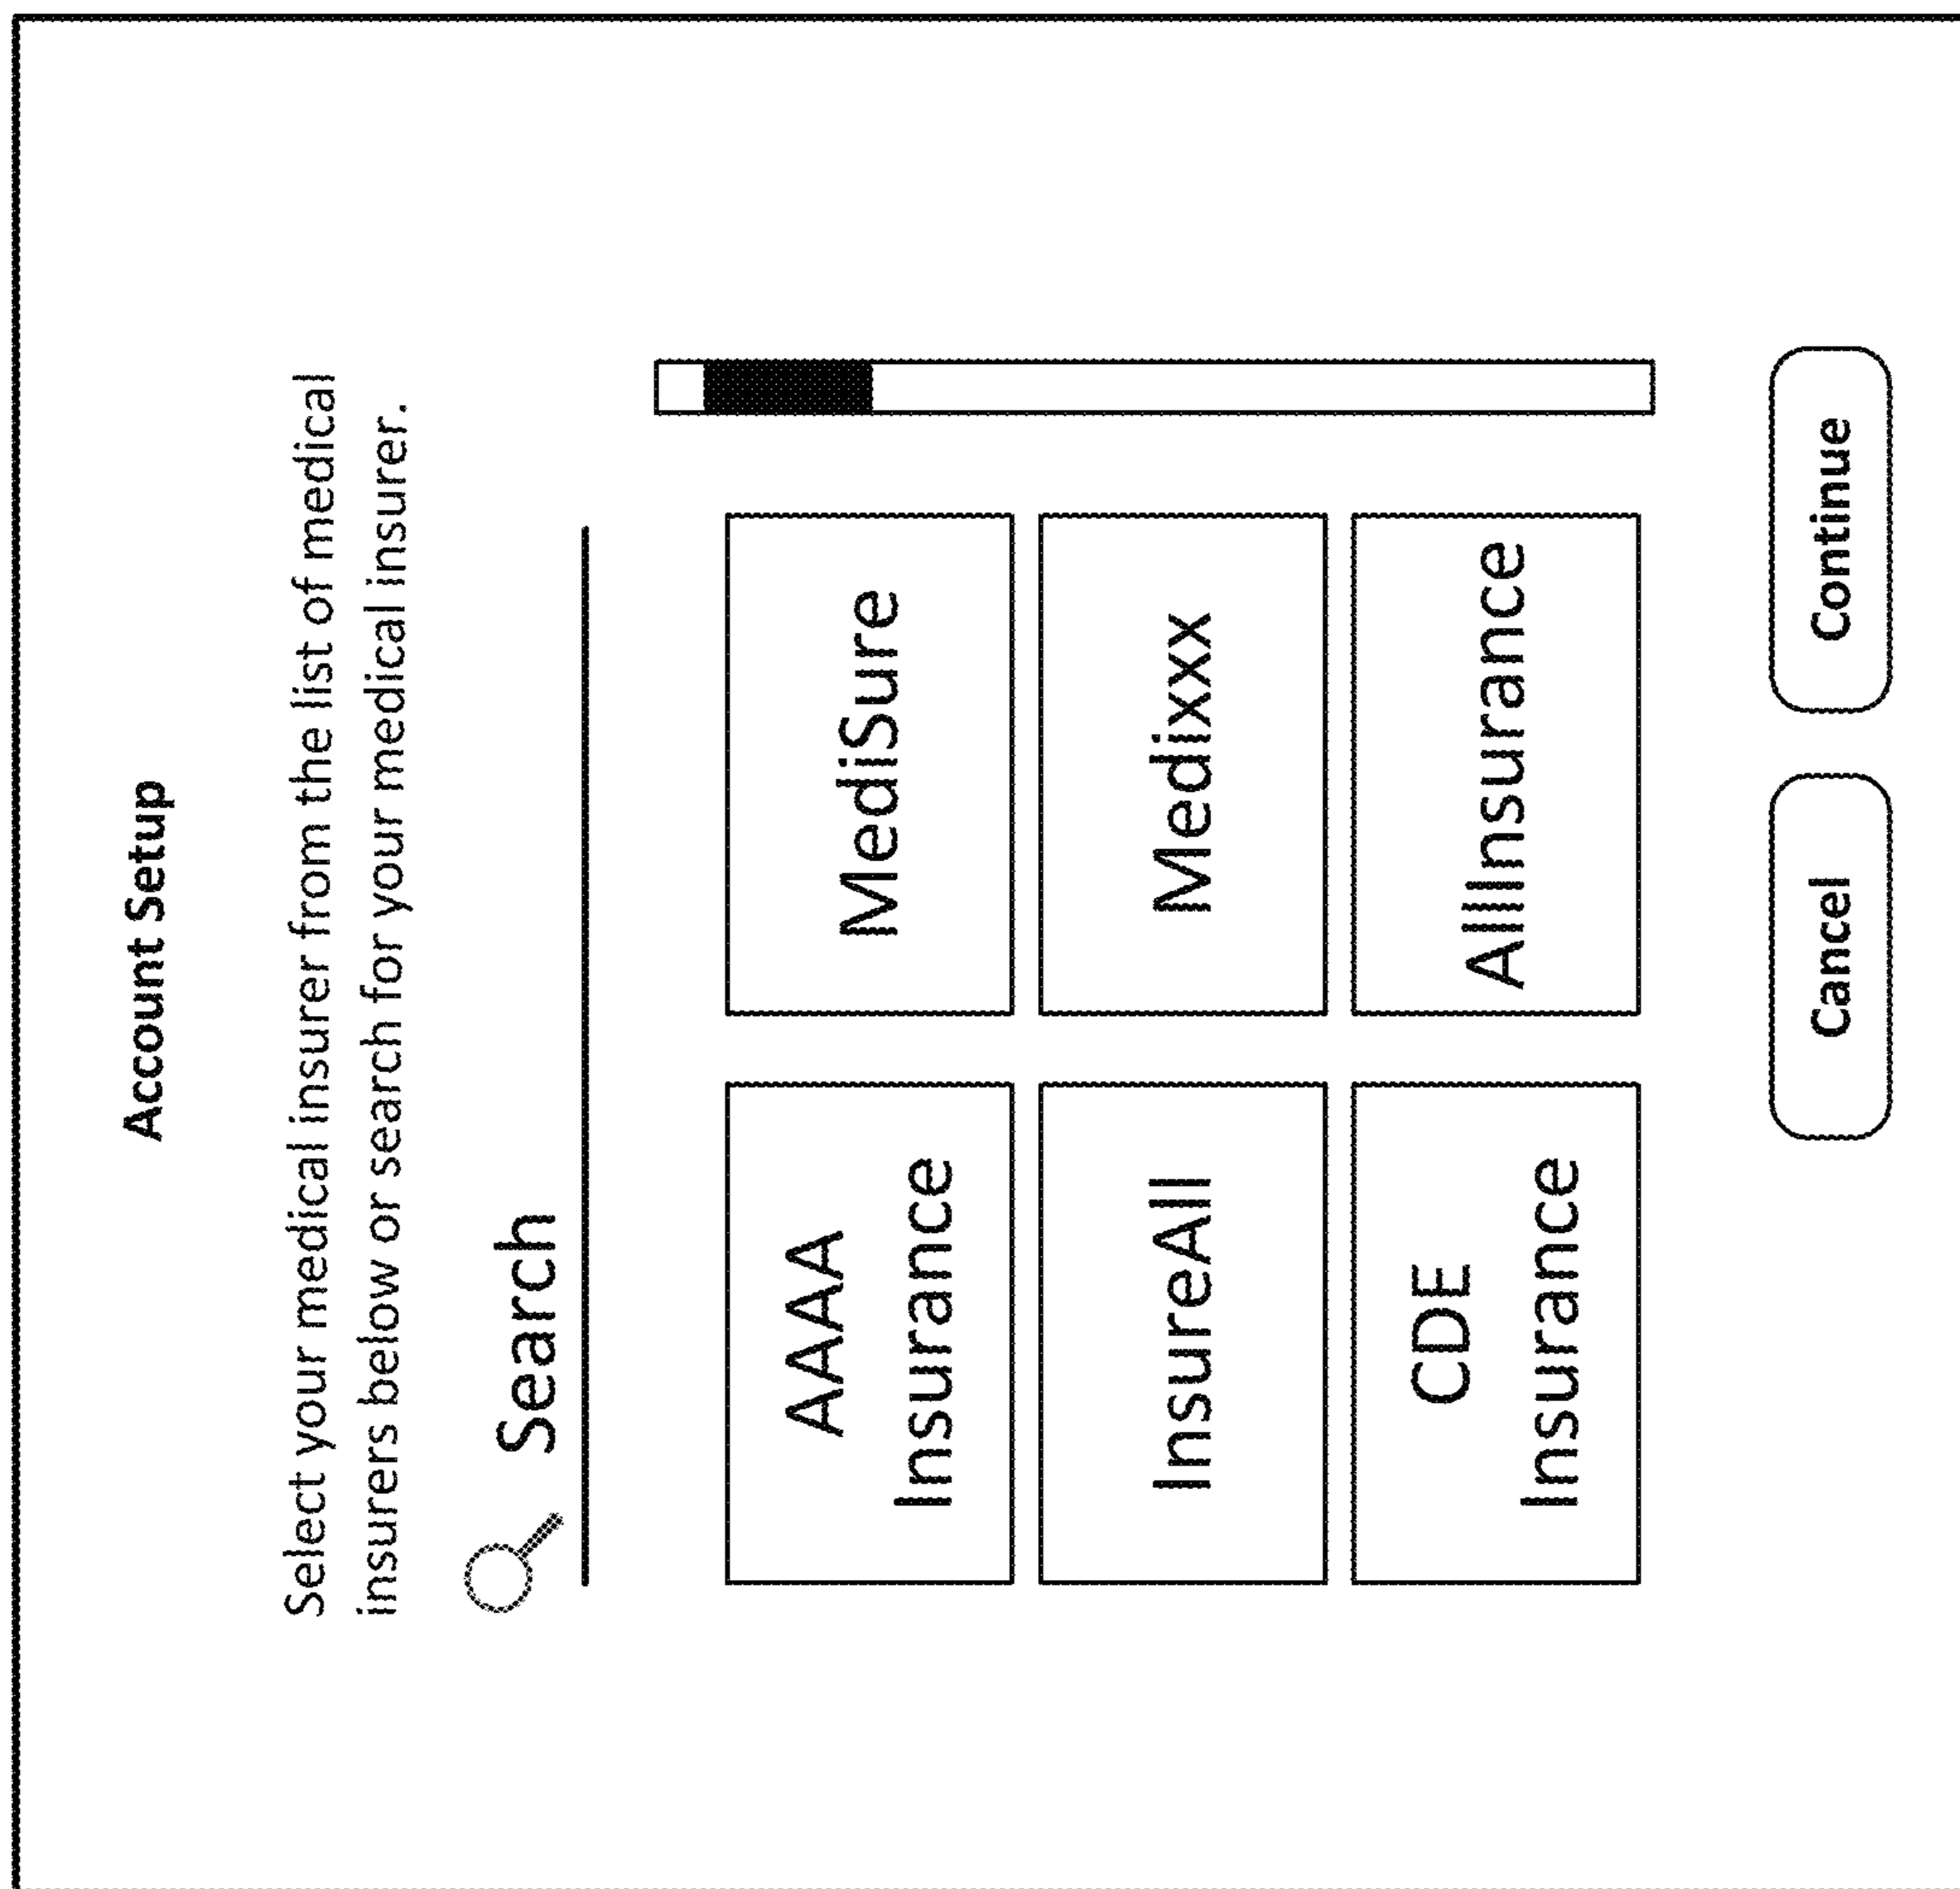 Account Setup
Select your medical insurer from the list of medical
insurers below or search for your medical insurer.
Search
AAAA
Insurance
MediSure
InsureAll
Medixxx
CDE
Insurance
AllInsurance
Cancel
Continue